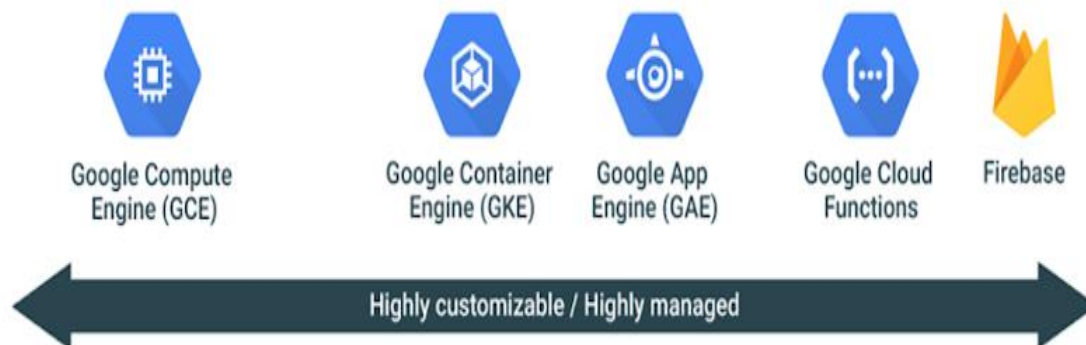 Google Compute
Engine (GCE)
Google Container
Engine (GKE)
Google App
Engine (GAE)
Google Cloud
Functions
Firebase
Highly customizable / Highly managed